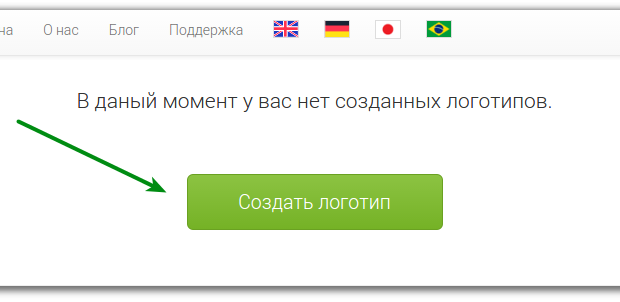 на О нас Блог Поддержка
В даный момент у вас нет созданных логотипов.
Создать логотип